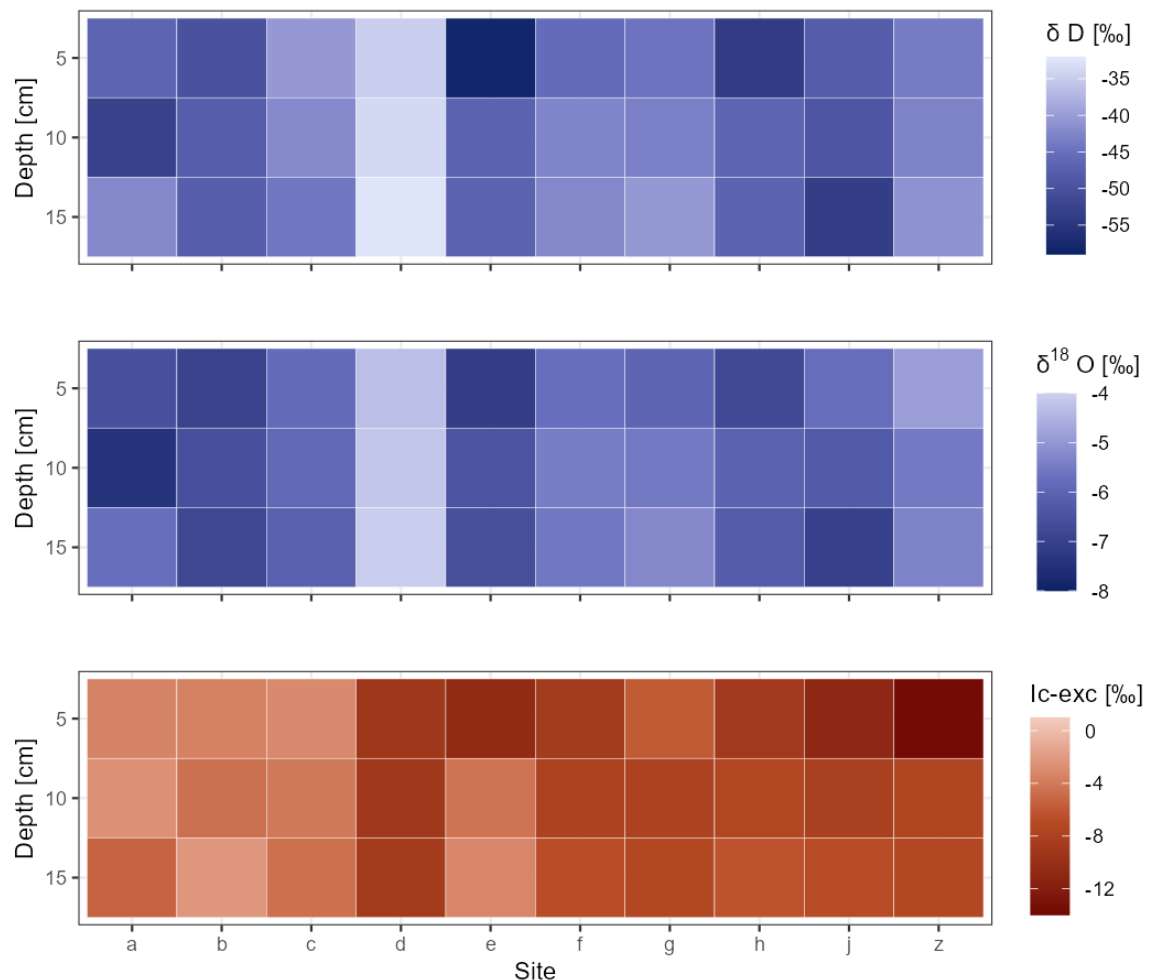 δ D [‰]
-35
-40
-45
-50
-55
Depth [cm]
5
10
15
δ18 O [‰]
-4
-5
-6
-7
-8
Depth [cm]
5
10
15
lc-exc [‰]
0
-4
-8
-12
Depth [cm]
5
10
15
a b c d e f g h j z
Site